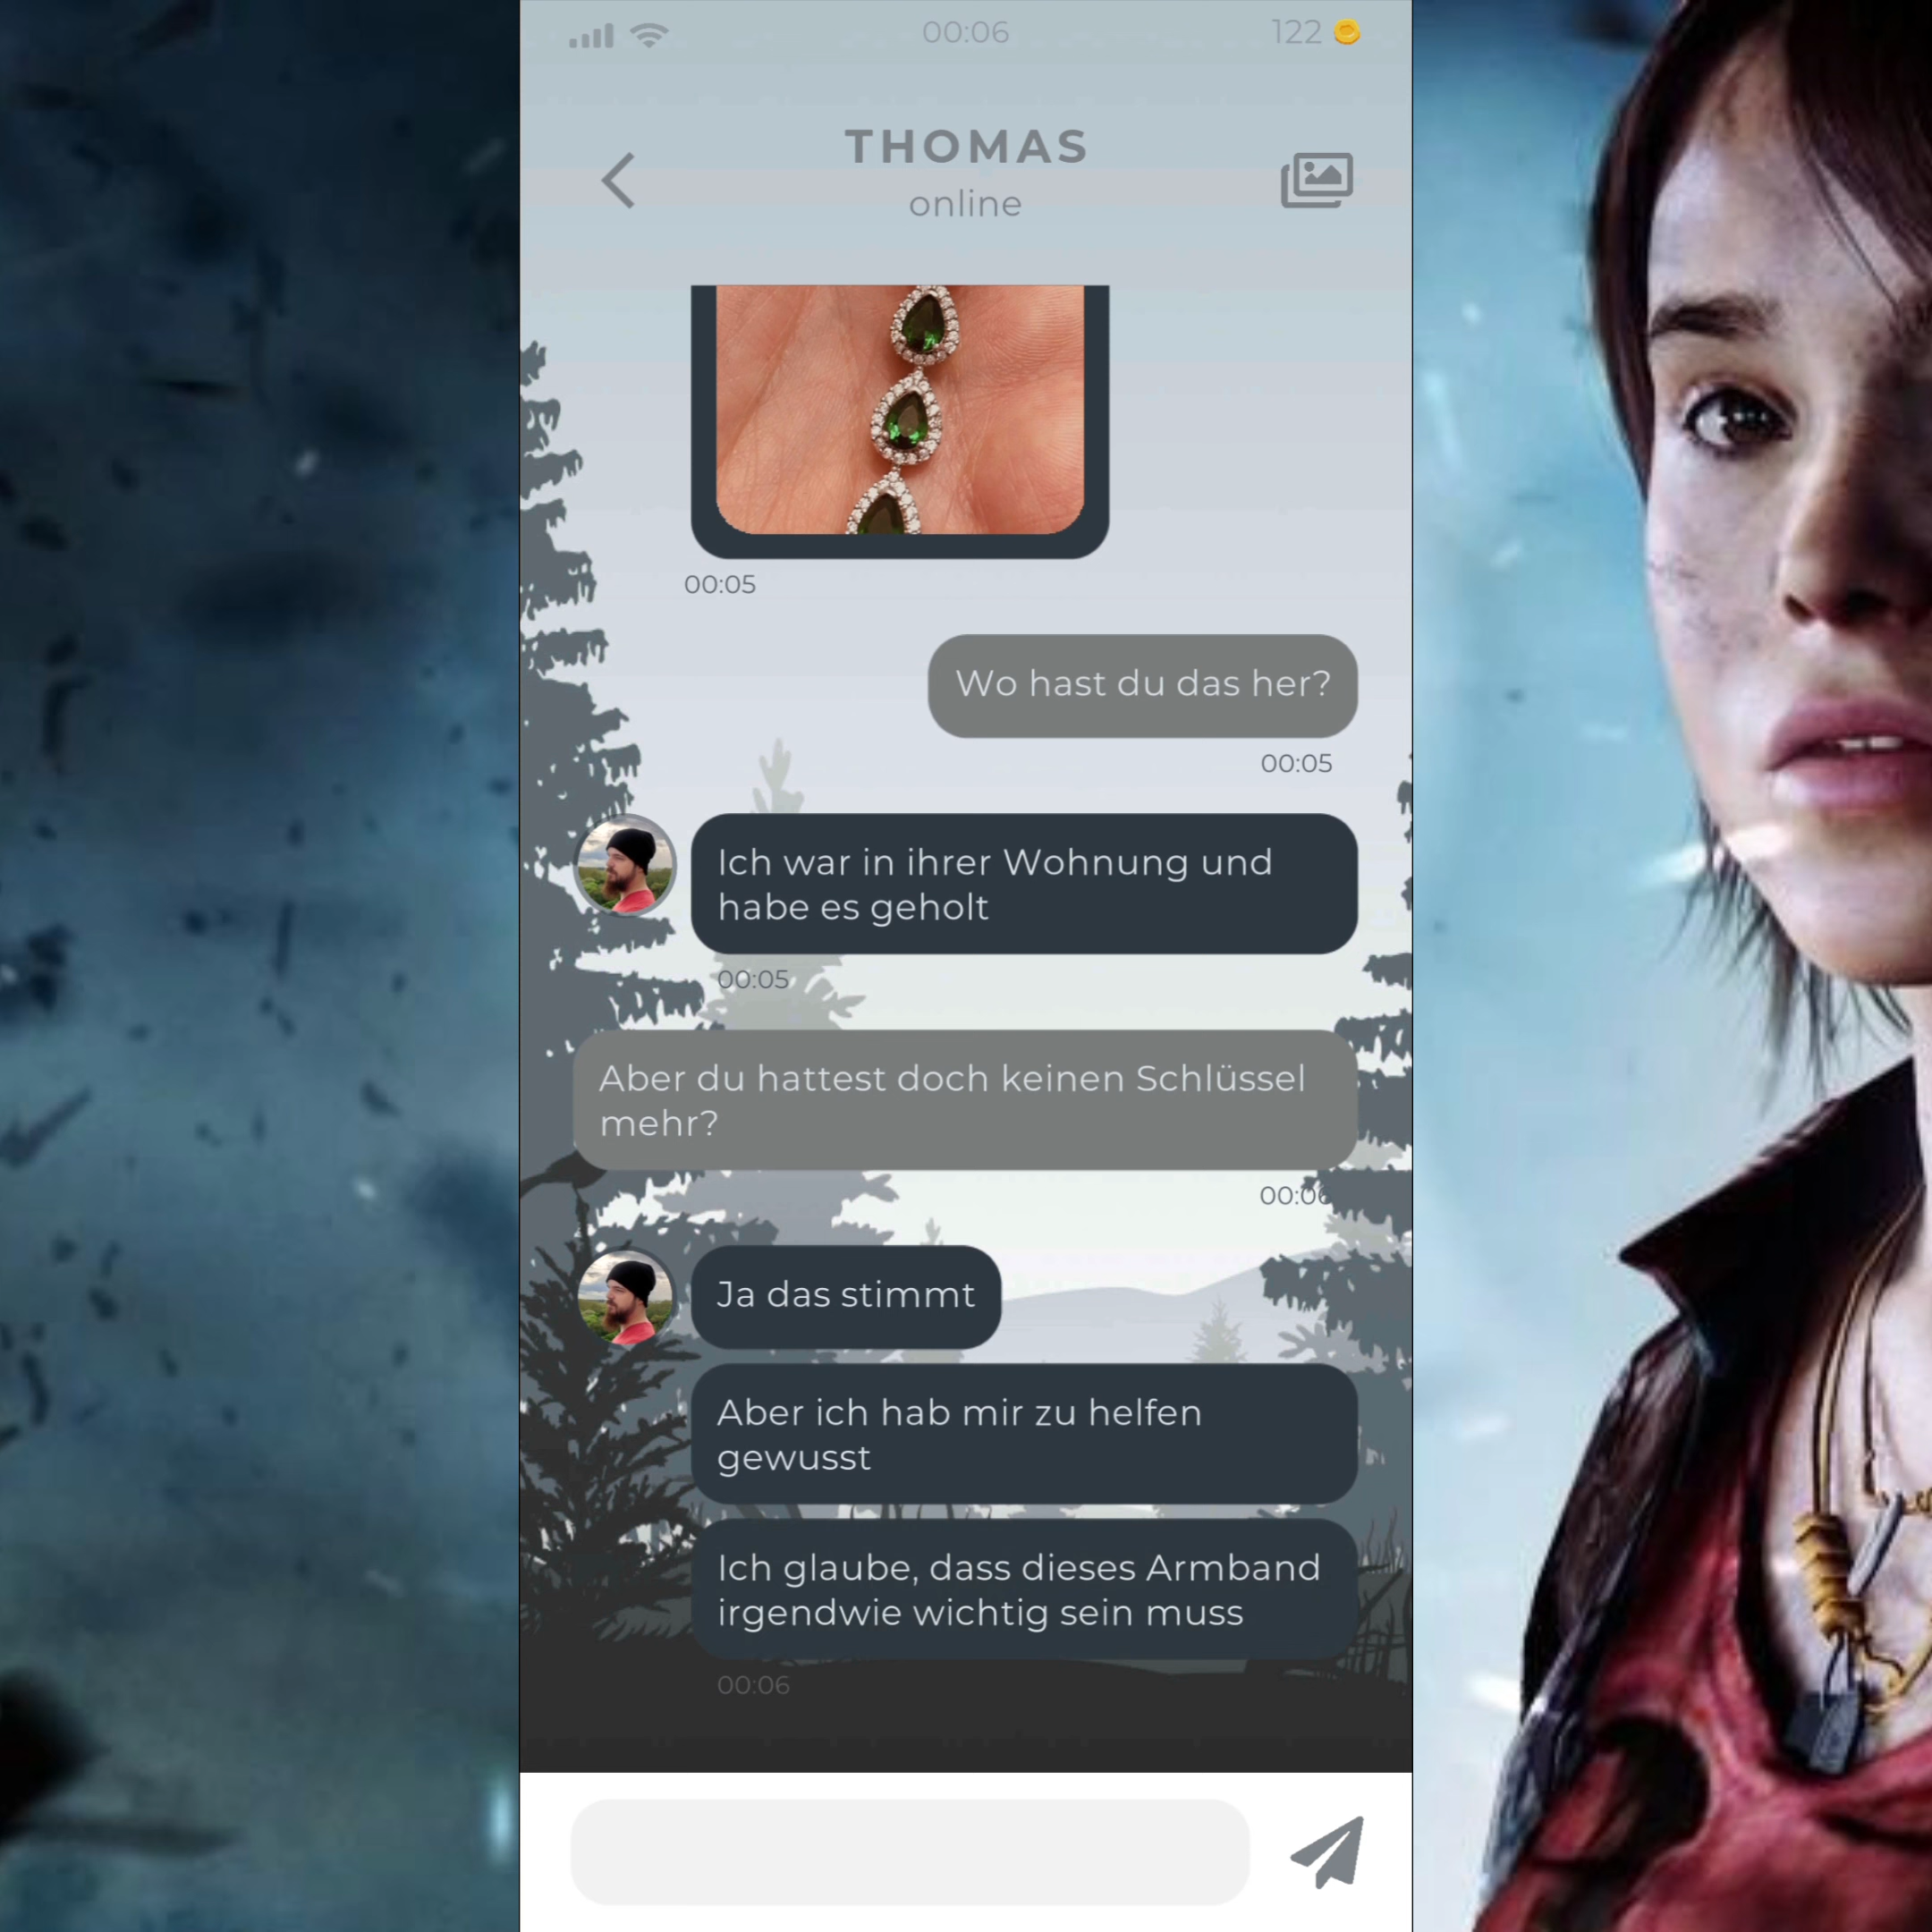 00:06
122
THOMAS
online
00:05
Wo hast du das her?
00:05
Ich war in ihrer Wohnung und
habe es geholt
00:05
Aber du hattest doch keinen Schlüssel
mehr?
00:06
Ja das stimmt
Aber ich hab mir zu helfen
gewusst
Ich glaube, dass dieses Armband
irgendwie wichtig sein muss
00:06